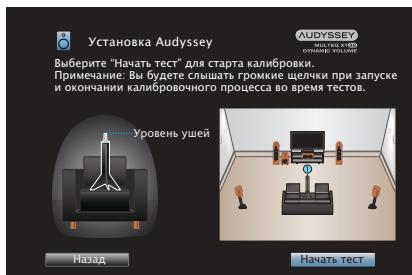 Установка Audyssey
AUDYSSEY
MULTEQ XT32
DYNAMIC VOLUME
Выберите “Начать тест” для старта калибровки.
Примечание: Вы будете слышать громкие щелчки при запуске
и окончании калибровочного процесса во время тестов.
Уровень ушей
1
Назад
Начать тест